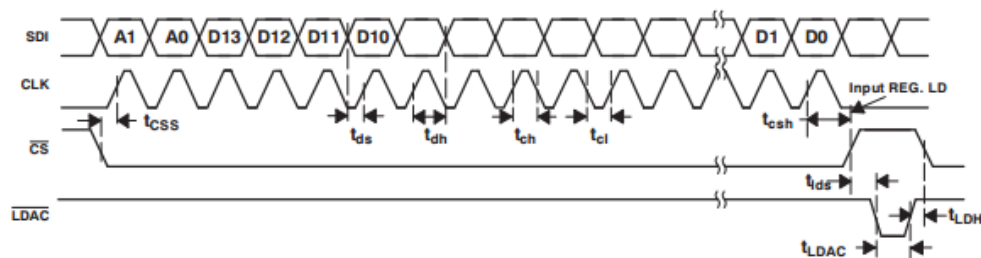 SDI A1 A0 D13 D12 D11 D10 D1 D0
CLK Input REG. LD
tCSS tds tdh tch tcl tcsh
CS
tlds
LDAC tLDH
tLDAC